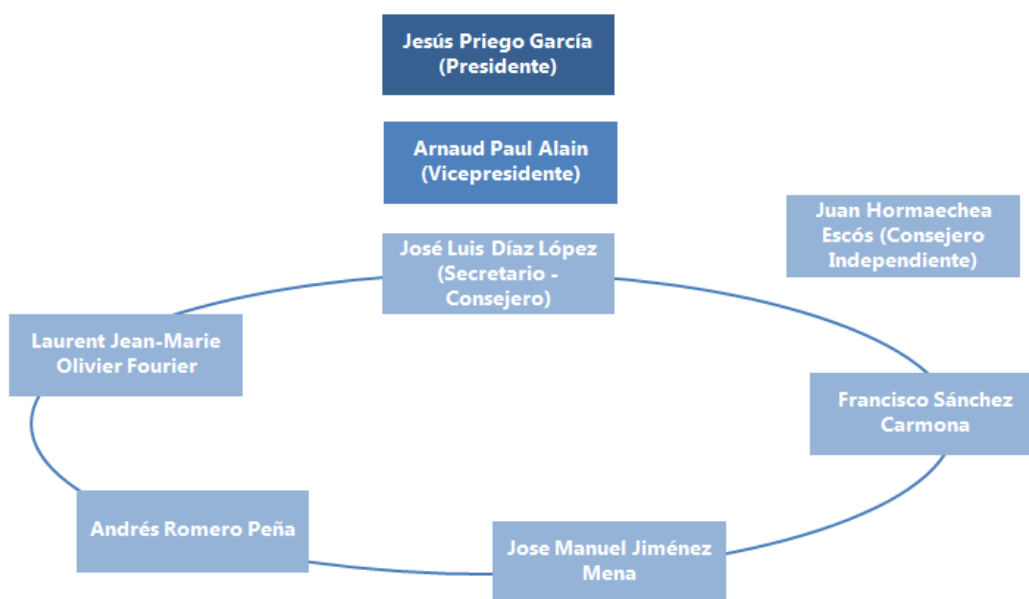 Jesús Priego García
(Presidente)
Arnaud Paul Alain
(Vicepresidente)
Juan Hormaechea
Escós (Consejero
Independiente)
José Luis Díaz López
(Secretario -
Consejero)
Laurent Jean-Marie
Olivier Fourier
Francisco Sánchez
Carmona
Andrés Romero Peña
Jose Manuel Jiménez
Mena